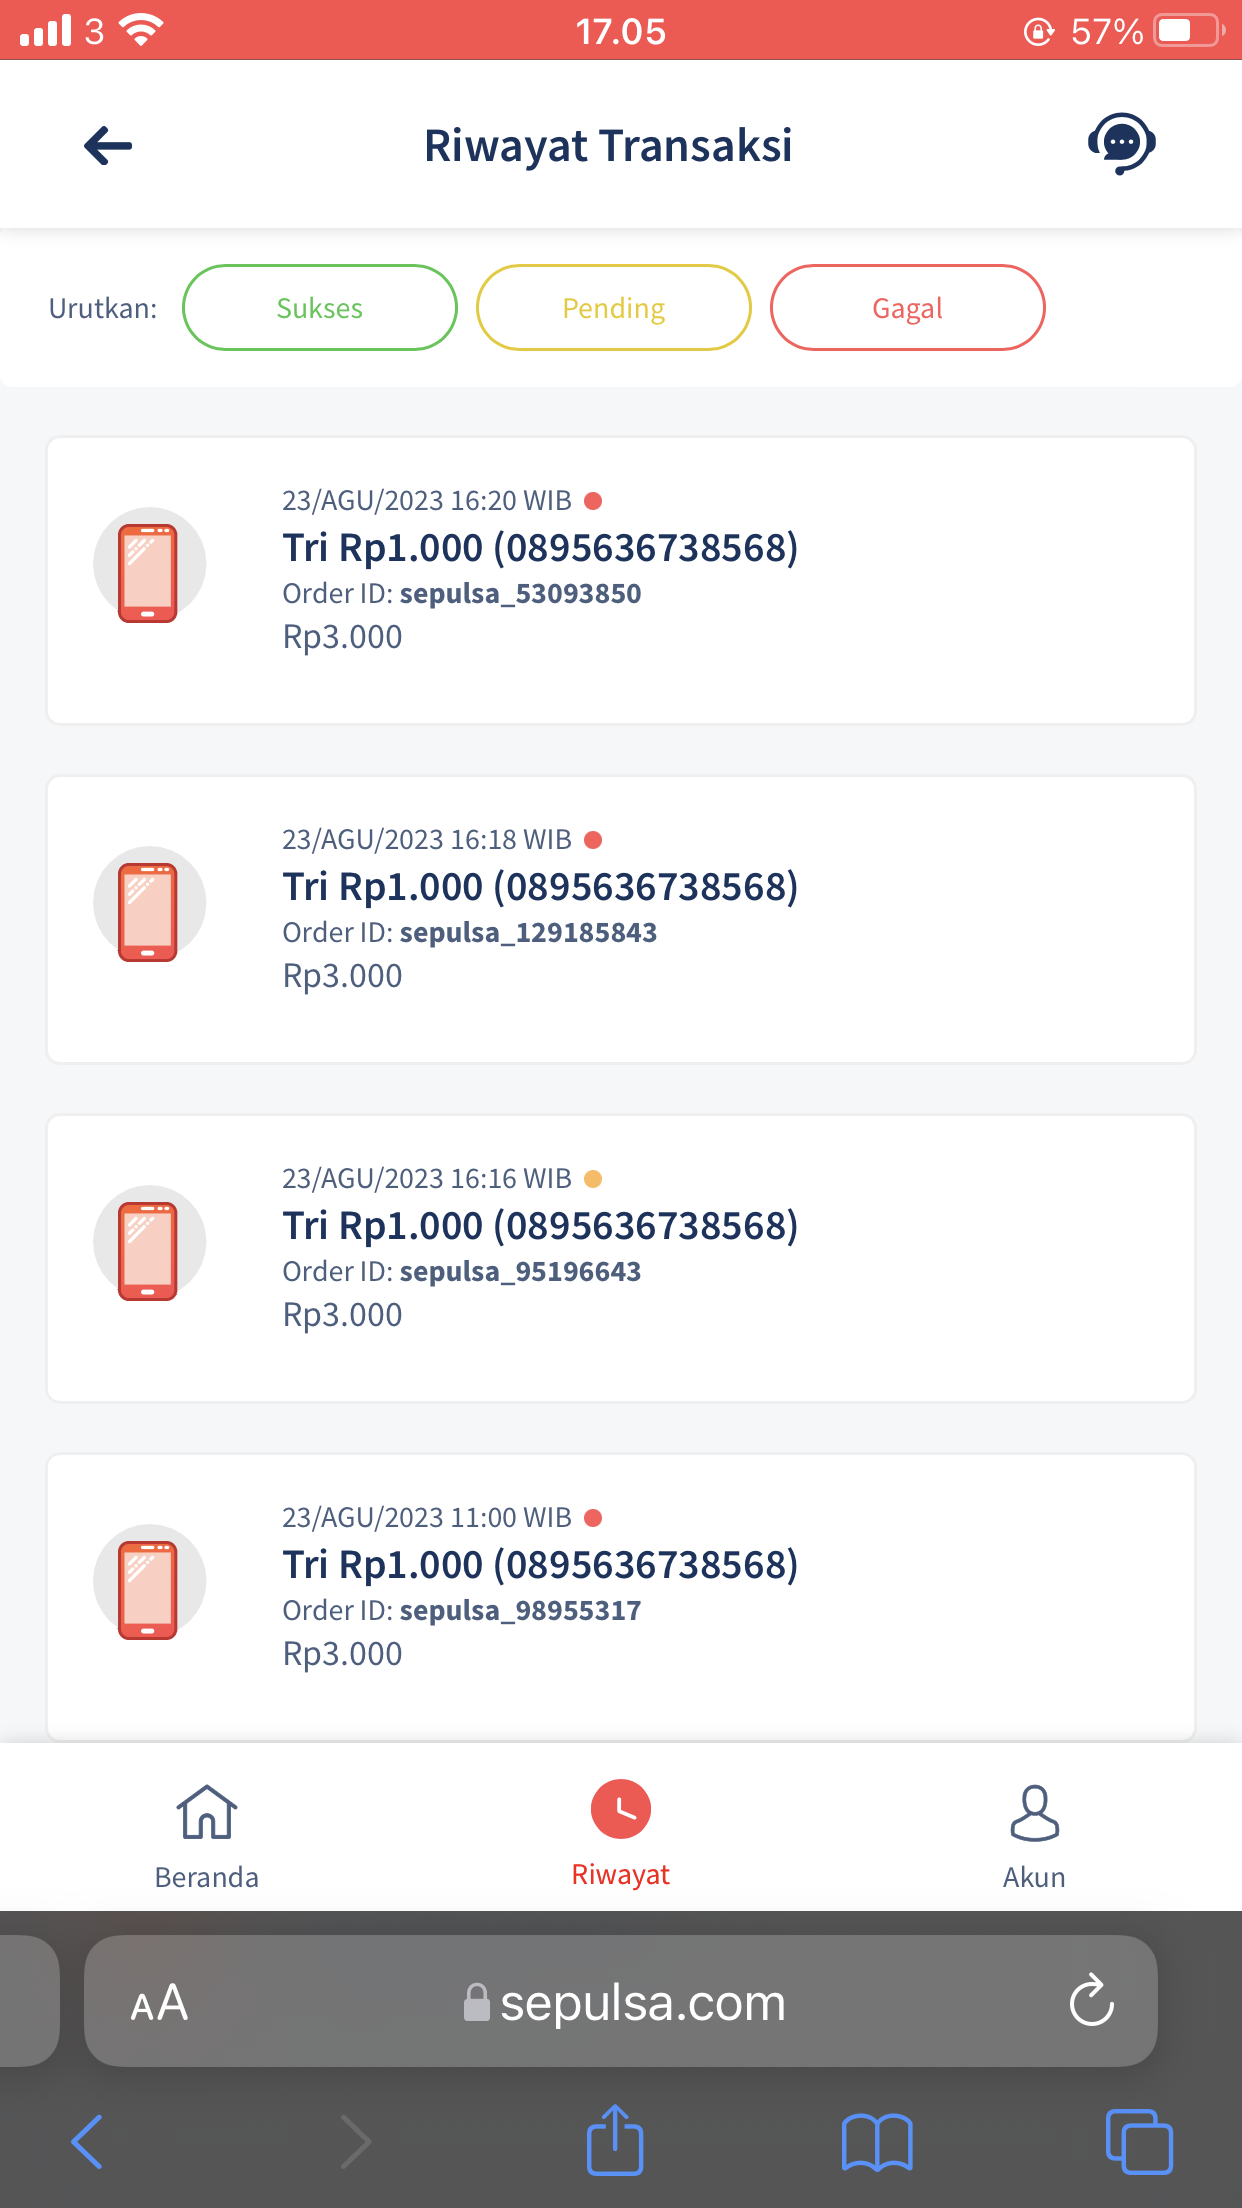 3 17.05 57%
Riwayat Transaksi
Urutkan: Sukses Pending Gagal
23/AGU/2023 16:20 WIB
Tri Rp1.000 (0895636738568)
Order ID: sepulsa_53093850
Rp3.000
23/AGU/2023 16:18 WIB
Tri Rp1.000 (0895636738568)
Order ID: sepulsa_129185843
Rp3.000
23/AGU/2023 16:16 WIB
Tri Rp1.000 (0895636738568)
Order ID: sepulsa_95196643
Rp3.000
23/AGU/2023 11:00 WIB
Tri Rp1.000 (0895636738568)
Order ID: sepulsa_98955317
Rp3.000
Beranda Riwayat Akun
AA sepulsa.com